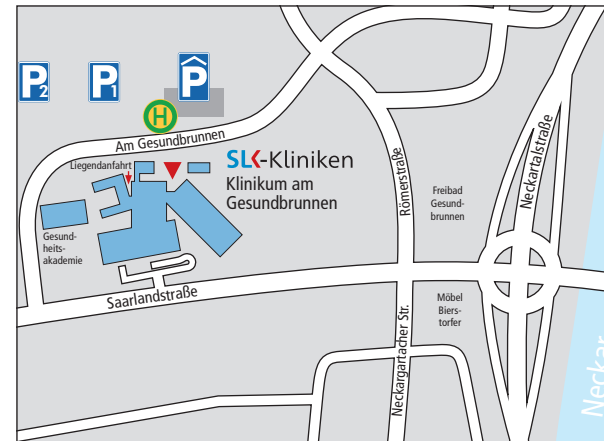 P2
P1
P
H
Am Gesundbrunnen
Liegendanfahrt
SLK-Kliniken
Klinikum am
Gesundbrunnen
Gesund-
heits-
akademie
Saarlandstraße
Römerstraße
Neckartalstraße
Freibad
Gesund-
brunnen
Möbel
Biers-
torfer
Neckargartacher Str.
Neckar